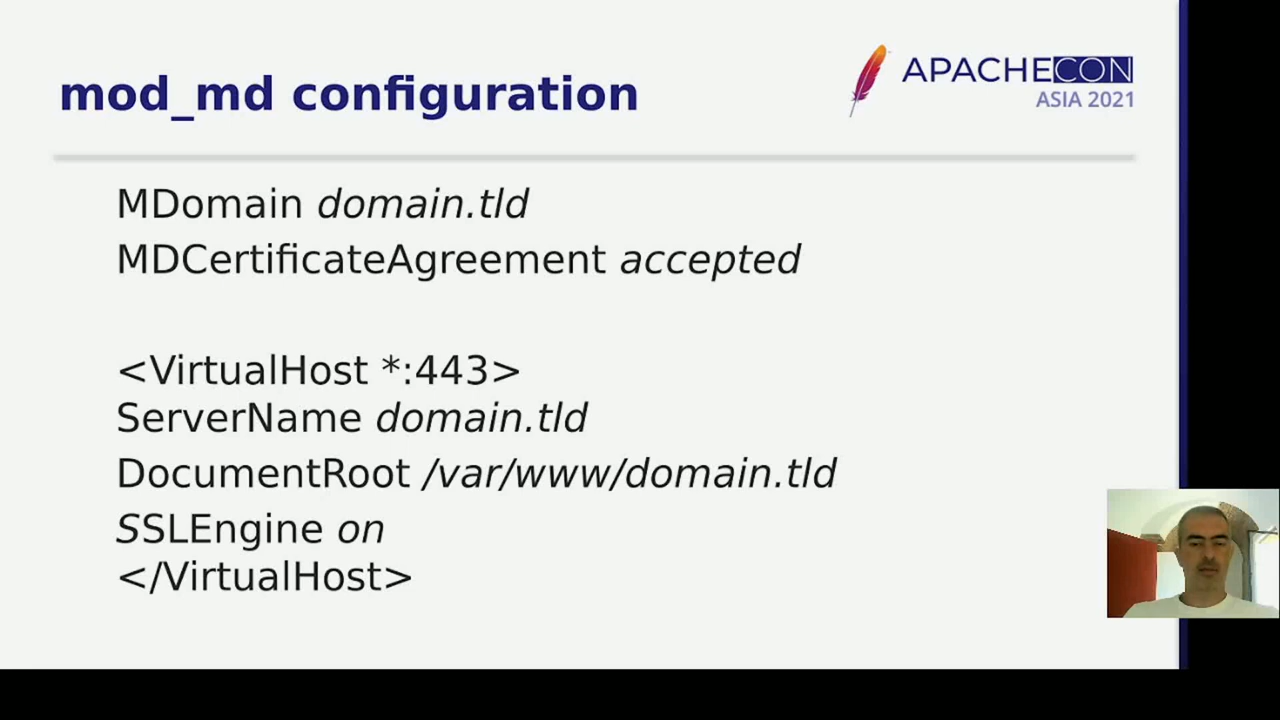 mod_md configuration
APACHECON
ASIA 2021
MDomain domain.tld
MDCertificateAgreement accepted
<VirtualHost *:443>
ServerName domain.tld
DocumentRoot /var/www/domain.tld
SSLEngine on
</VirtualHost>